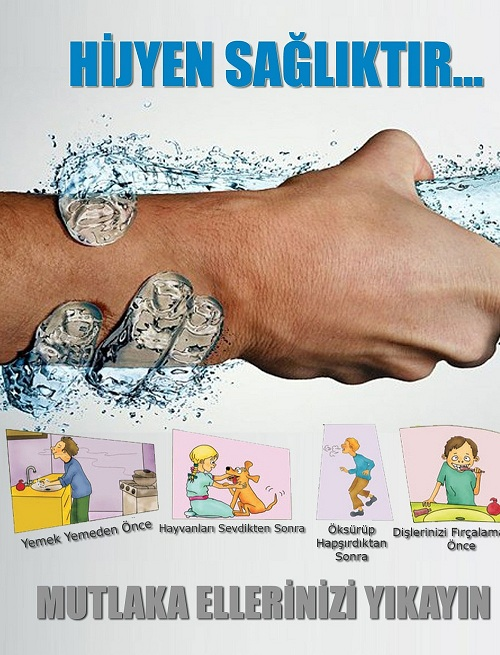 HİJYEN SAĞLIKTIR...
Yemek Yemeden Önce
Hayvanları Sevdikten Sonra
Öksürüp
Hapşırdıktan
Sonra
Dişlerinizi Fırçalama
Önce
MUTLAKA ELLERİNİZİ YIKAYIN